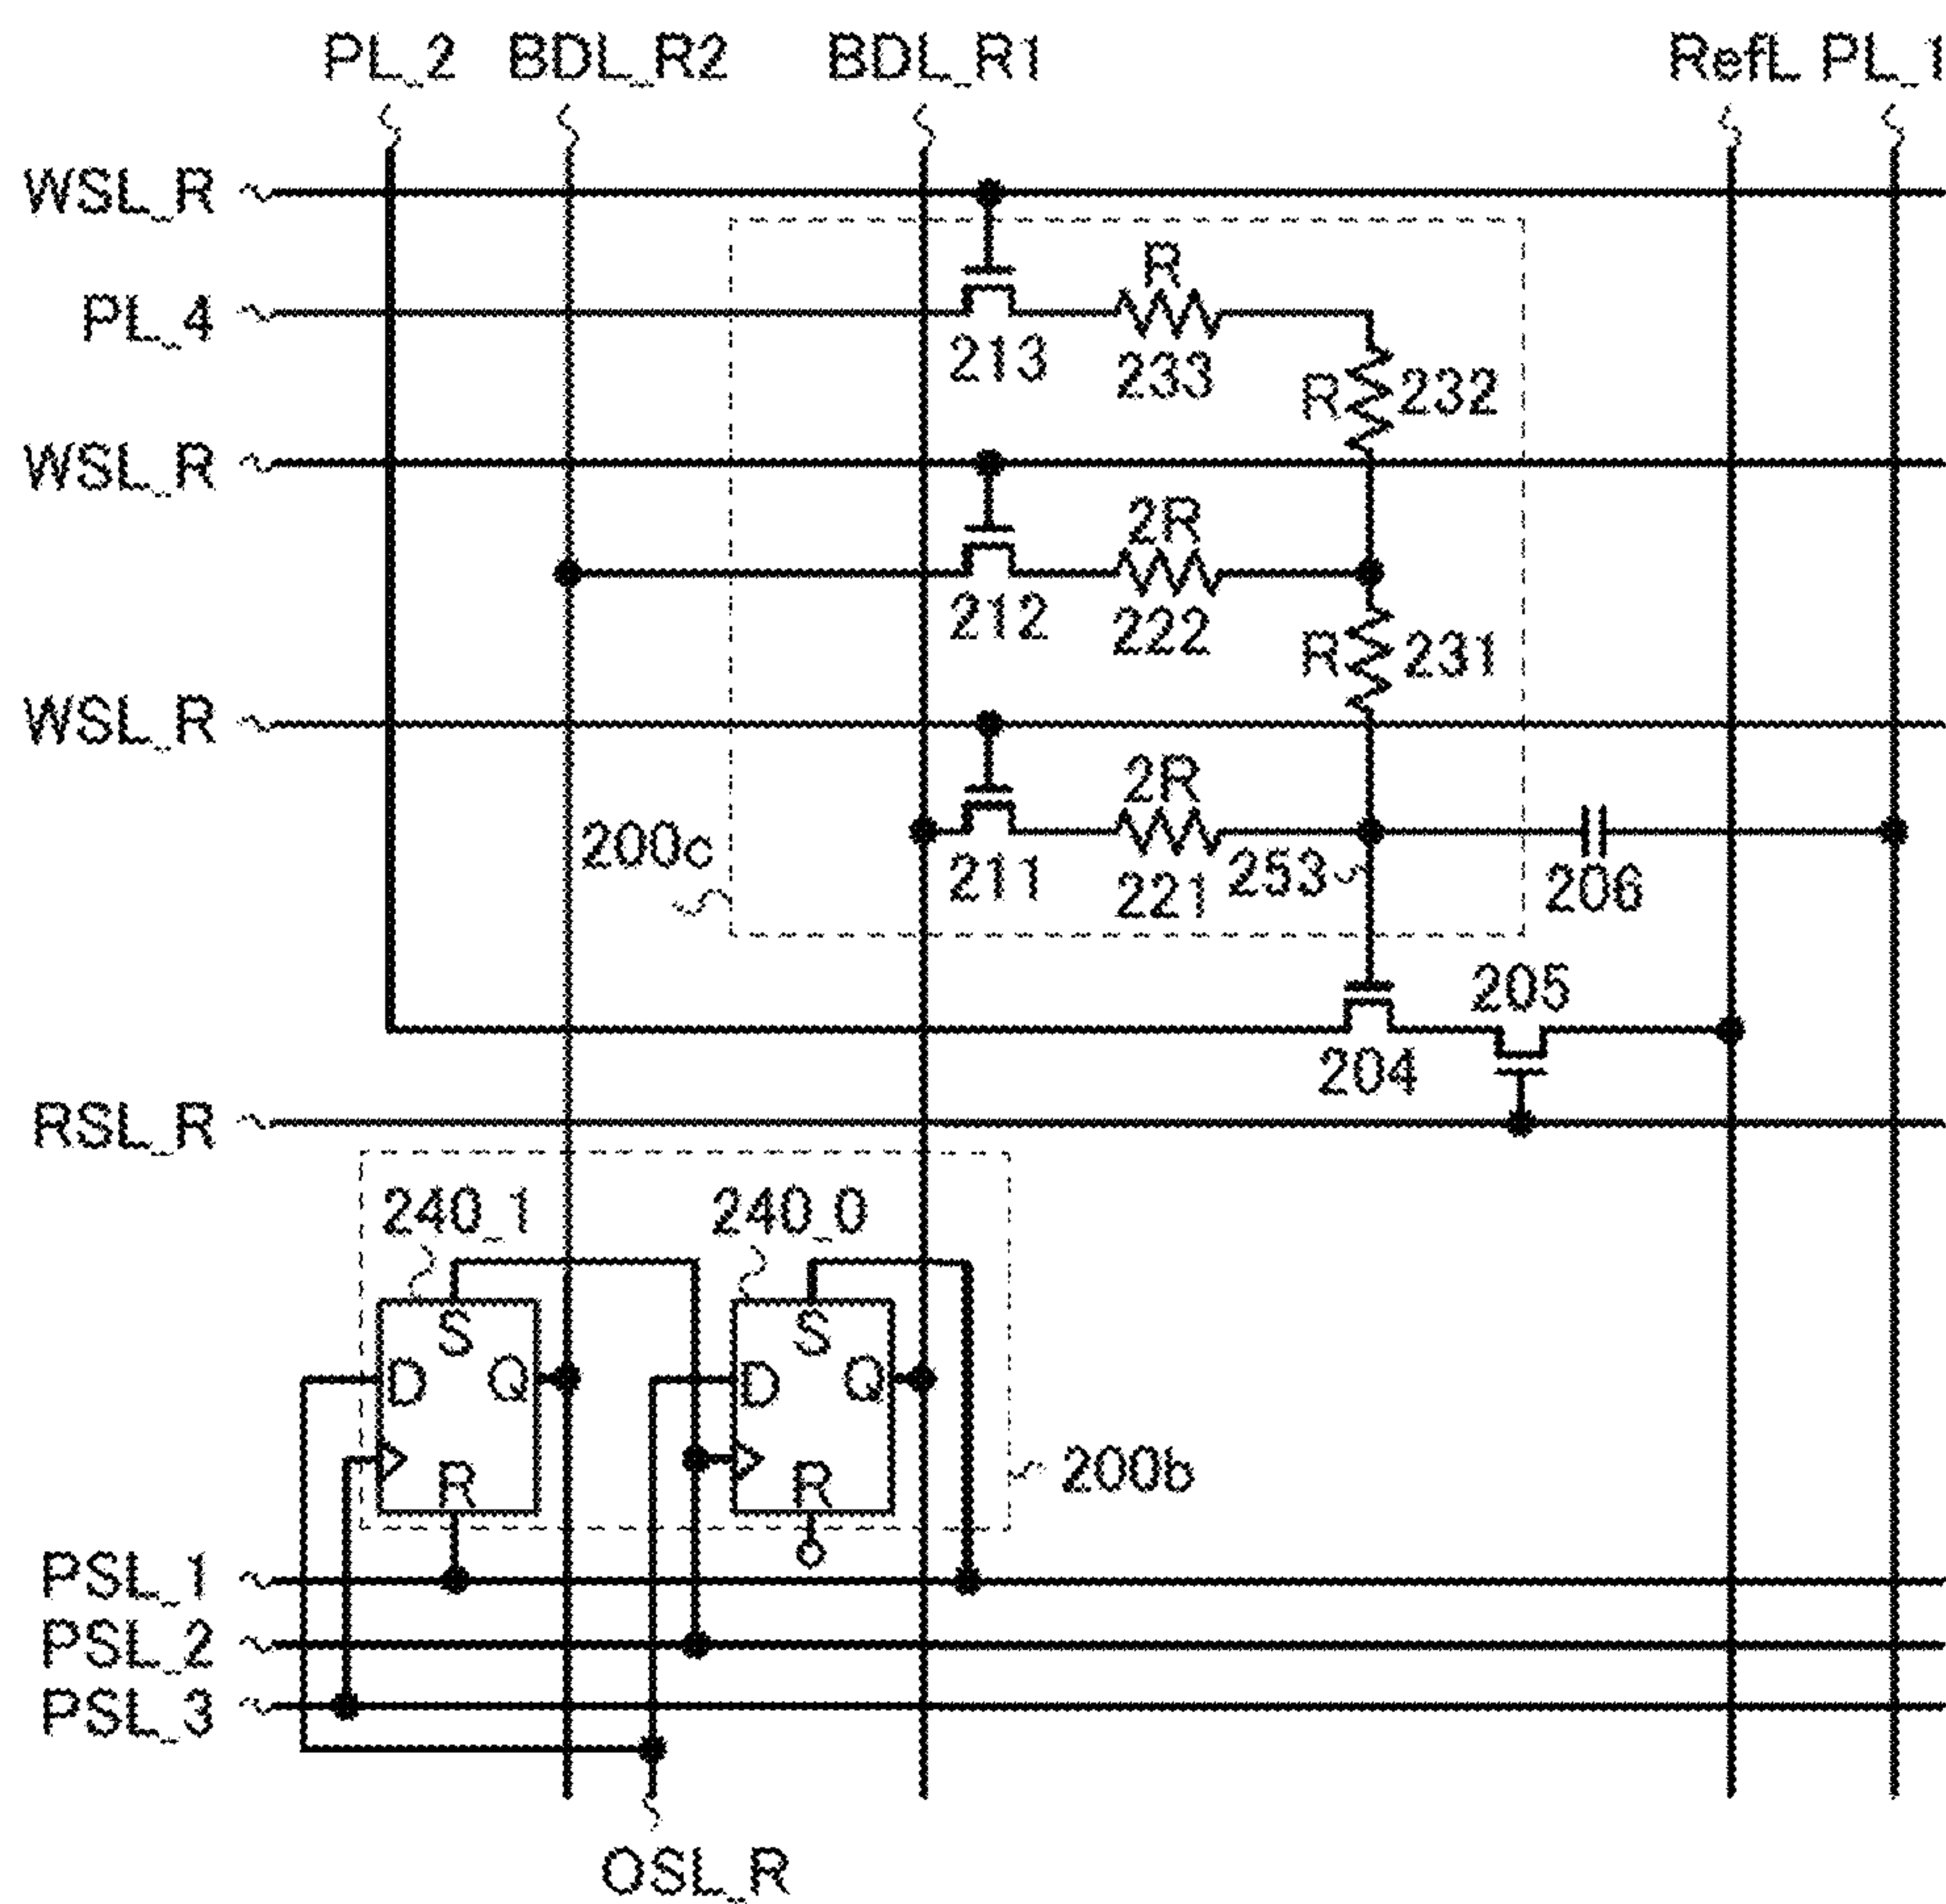 PL_2 BDL_R2 BDL_R1 RefL PL_1
WSL_R
R
PL_4
213
233
R 232
WSL_R
2R
212
222
R 231
WSL_R
2R
200c
211
221
253
206
205
204
RSL_R
240_1 240_0
S S
D Q D Q
R R
200b
PSL_1
PSL_2
PSL_3
OSL_R